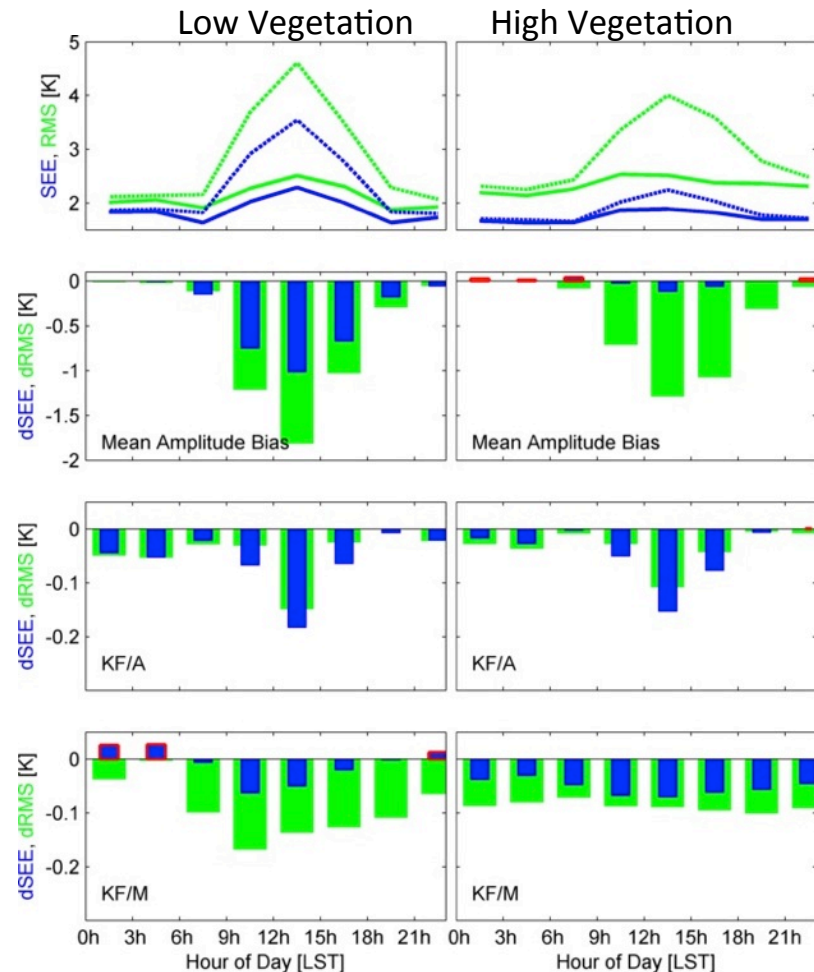 Low Vegetation
High Vegetation
SEE, RMS [K]
5
4
3
2
dSEE, dRMS [K]
0
-0.5
-1
-1.5
-2
Mean Amplitude Bias
Mean Amplitude Bias
dSEE, dRMS [K]
0
-0.1
-0.2
KF/A
KF/A
dSEE, dRMS [K]
0
-0.1
-0.2
KF/M
KF/M
0h 3h 6h 9h 12h 15h 18h 21h
0h 3h 6h 9h 12h 15h 18h 21h
Hour of Day [LST]
Hour of Day [LST]